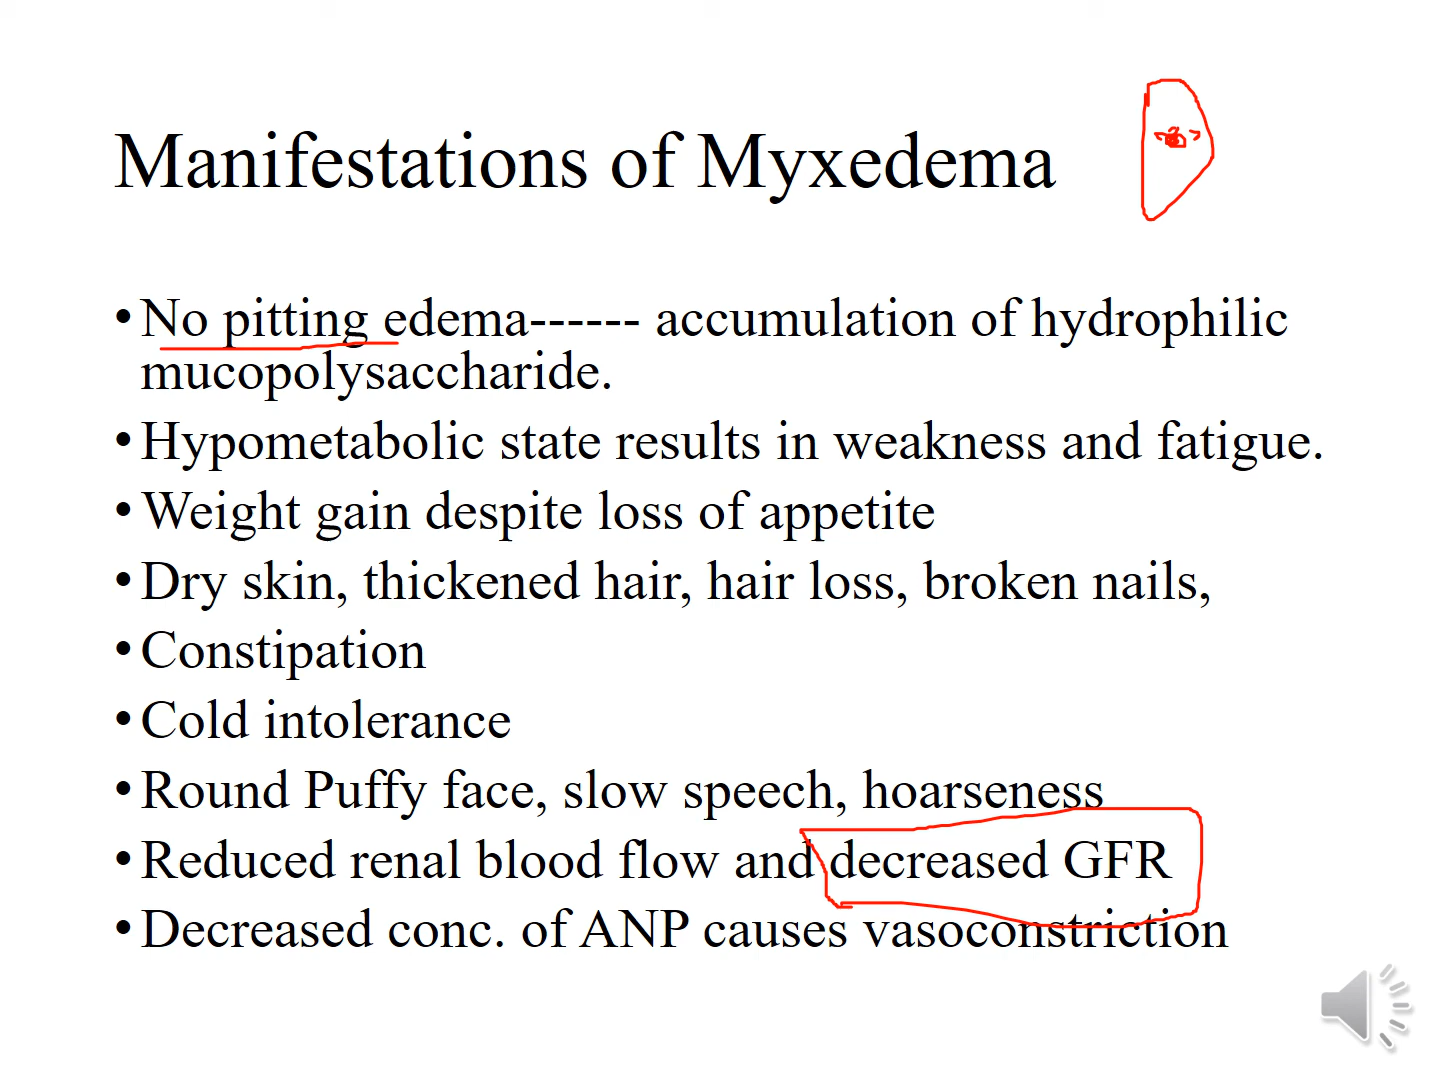 Manifestations of Myxedema
•No pitting edema------ accumulation of hydrophilic
mucopolysaccharide.
•Hypometabolic state results in weakness and fatigue.
•Weight gain despite loss of appetite
•Dry skin, thickened hair, hair loss, broken nails,
•Constipation
•Cold intolerance
•Round Puffy face, slow speech, hoarseness
•Reduced renal blood flow and decreased GFR
•Decreased conc. of ANP causes vasoconstriction